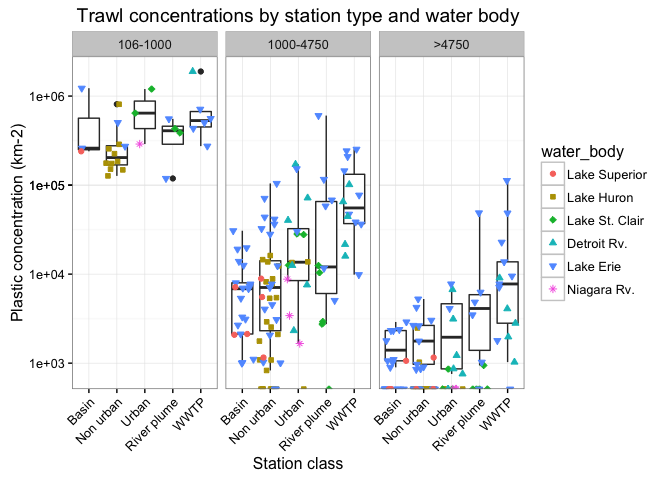 Trawl concentrations by station type and water body
106-1000 1000-4750 >4750
Plastic concentration (km-2)
1e+06
1e+05
1e+04
1e+03
Basin Non urban Urban River plume WWTP Basin Non urban Urban River plume WWTP Basin Non urban Urban River plume WWTP
Station class
water_body
Lake Superior
Lake Huron
Lake St. Clair
Detroit Rv.
Lake Erie
Niagara Rv.